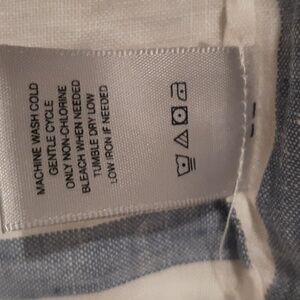 MACHINE WASH COLD
GENTLE CYCLE
ONLY NON-CHLORINE
BLEACH WHEN NEEDED
TUMBLE DRY LOW
LOW IRON IF NEEDED